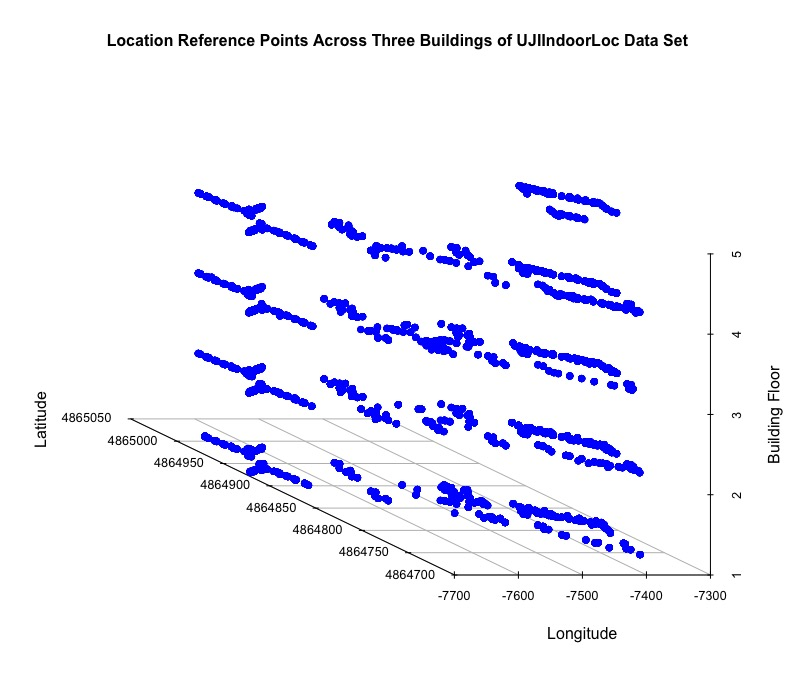 Location Reference Points Across Three Buildings of UJIIndoorLoc Data Set
5
4
3
2
1
Building Floor
Latitude
4865050
4865000
4864950
4864900
4864850
4864800
4864750
4864700
-7700 -7600 -7500 -7400 -7300
Longitude